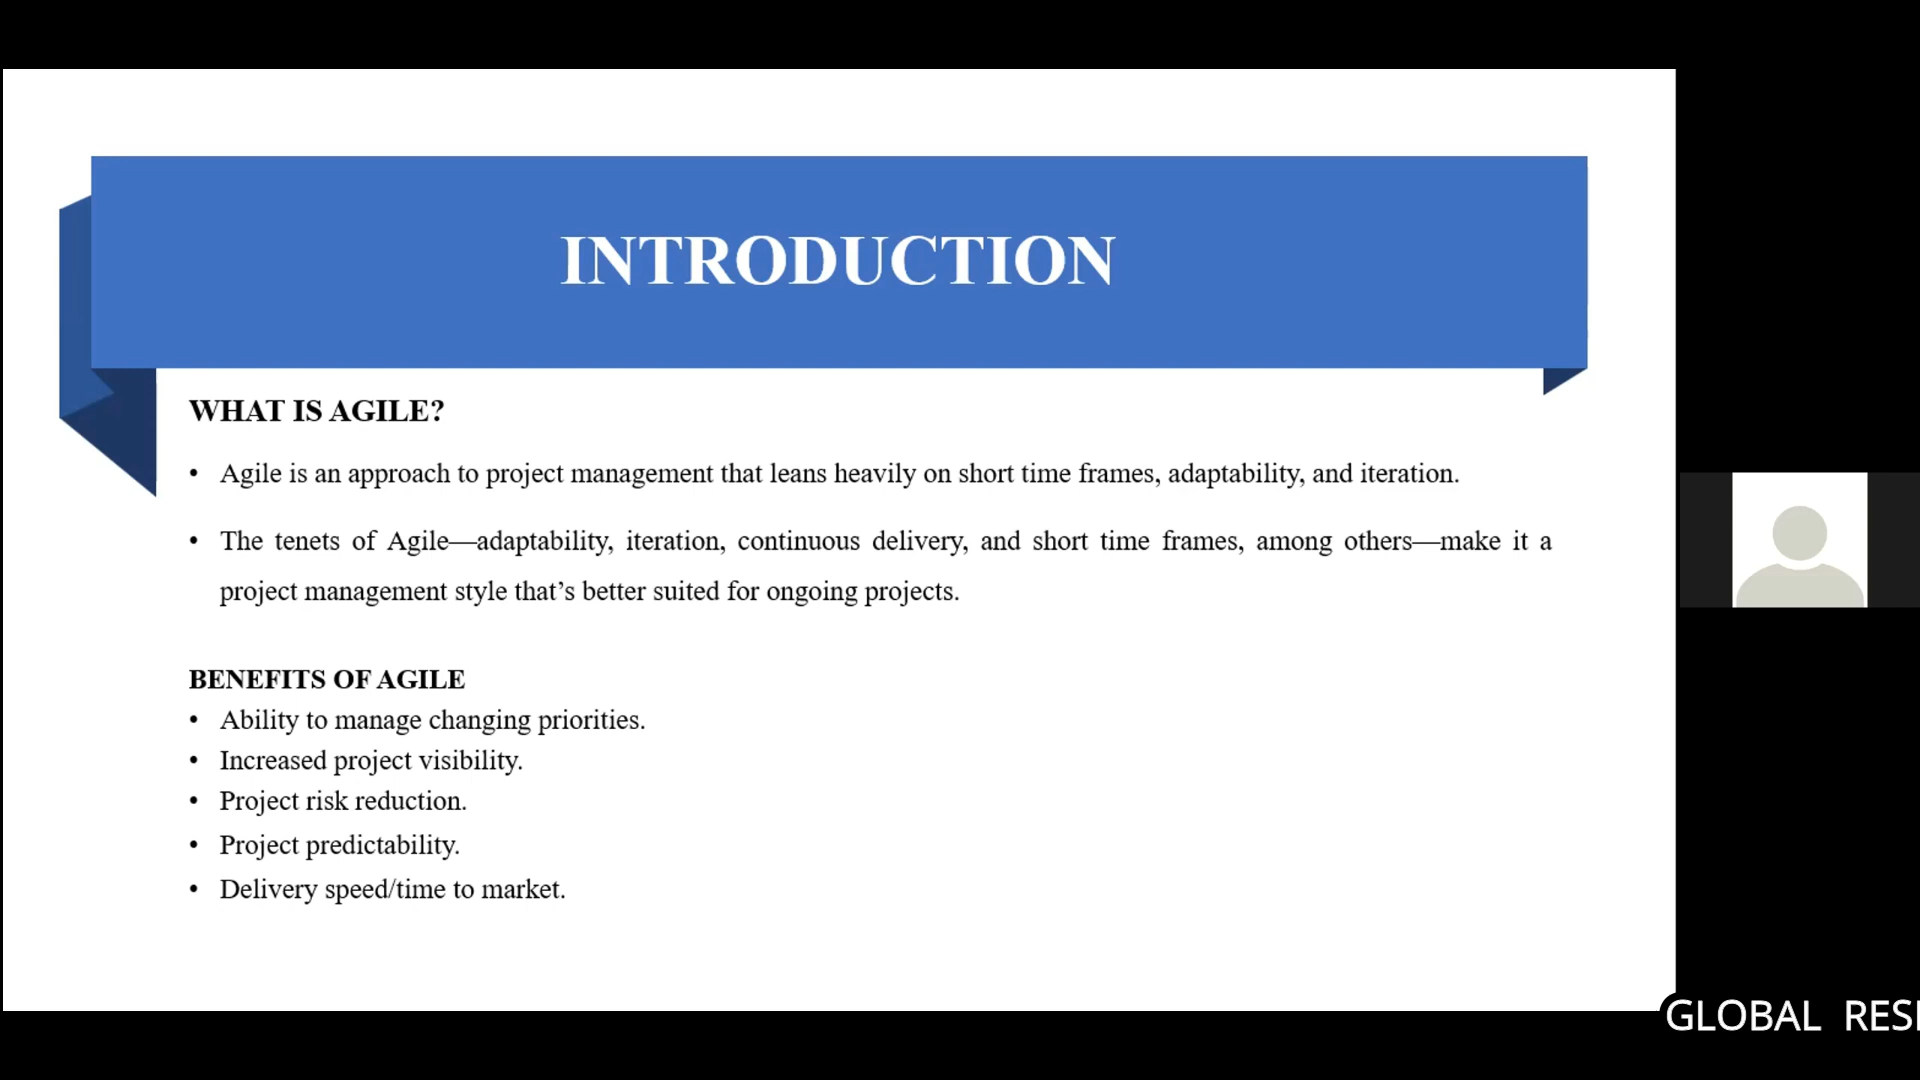 INTRODUCTION
WHAT IS AGILE?
• Agile is an approach to project management that leans heavily on short time frames, adaptability, and iteration.
• The tenets of Agile—adaptability, iteration, continuous delivery, and short time frames, among others—make it a
project management style that’s better suited for ongoing projects.
BENEFITS OF AGILE
• Ability to manage changing priorities.
• Increased project visibility.
• Project risk reduction.
• Project predictability.
• Delivery speed/time to market.
GLOBAL